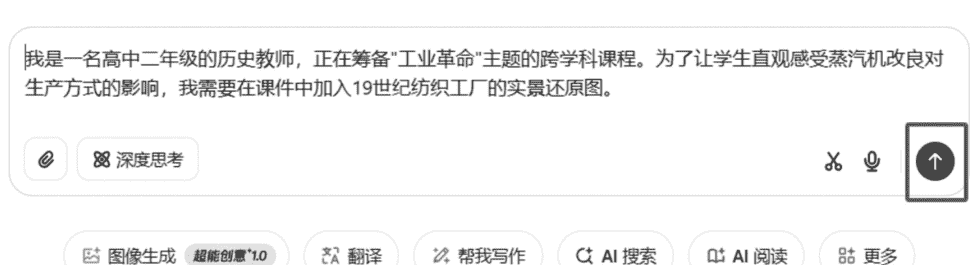 我是一名高中二年级的历史教师，正在筹备"工业革命"主题的跨学科课程。为了让学生直观感受蒸汽机改良对
生产方式的影响，我需要在课件中加入19世纪纺织工厂的实景还原图。
深度思考
图像生成 超能创意1.0 翻译 帮我写作 AI 搜索 AI 阅读 更多